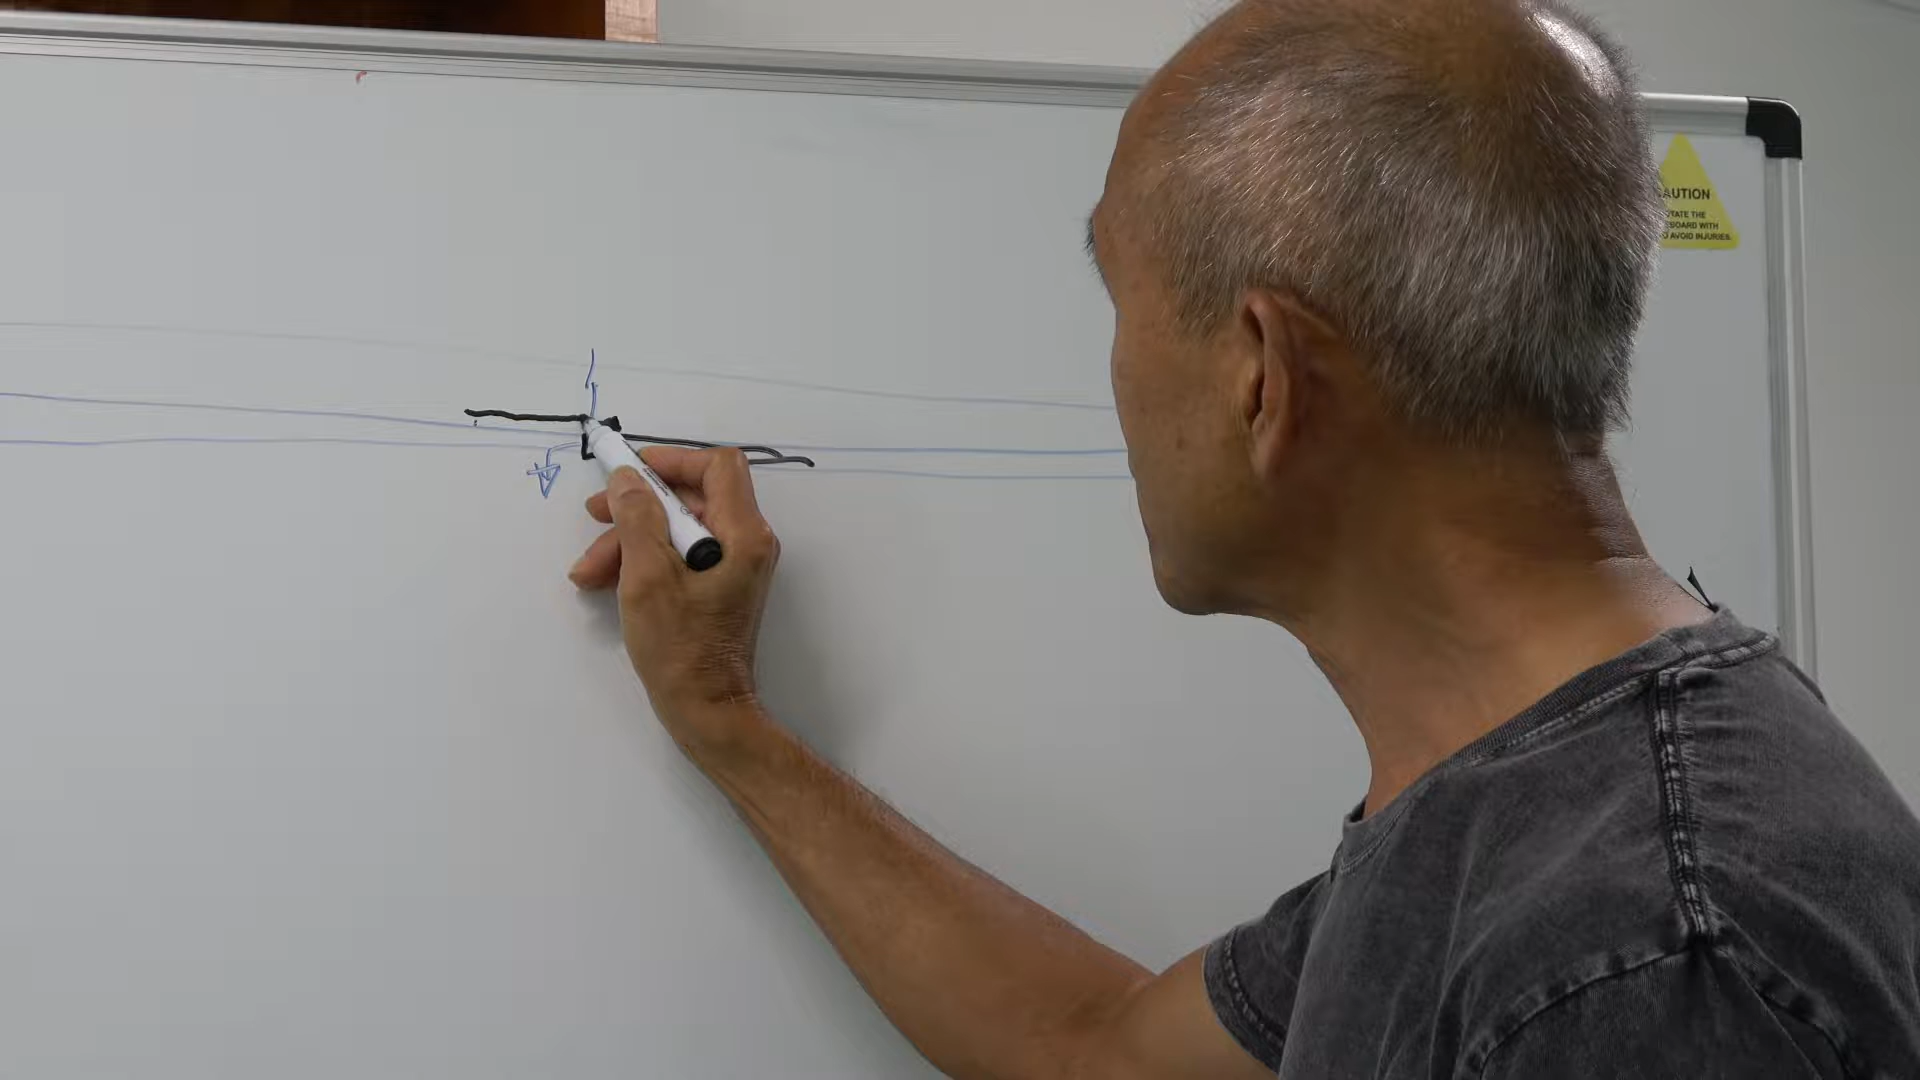 AUTION
TATE THE
BOARD WITH
O AVOID INJURIES.